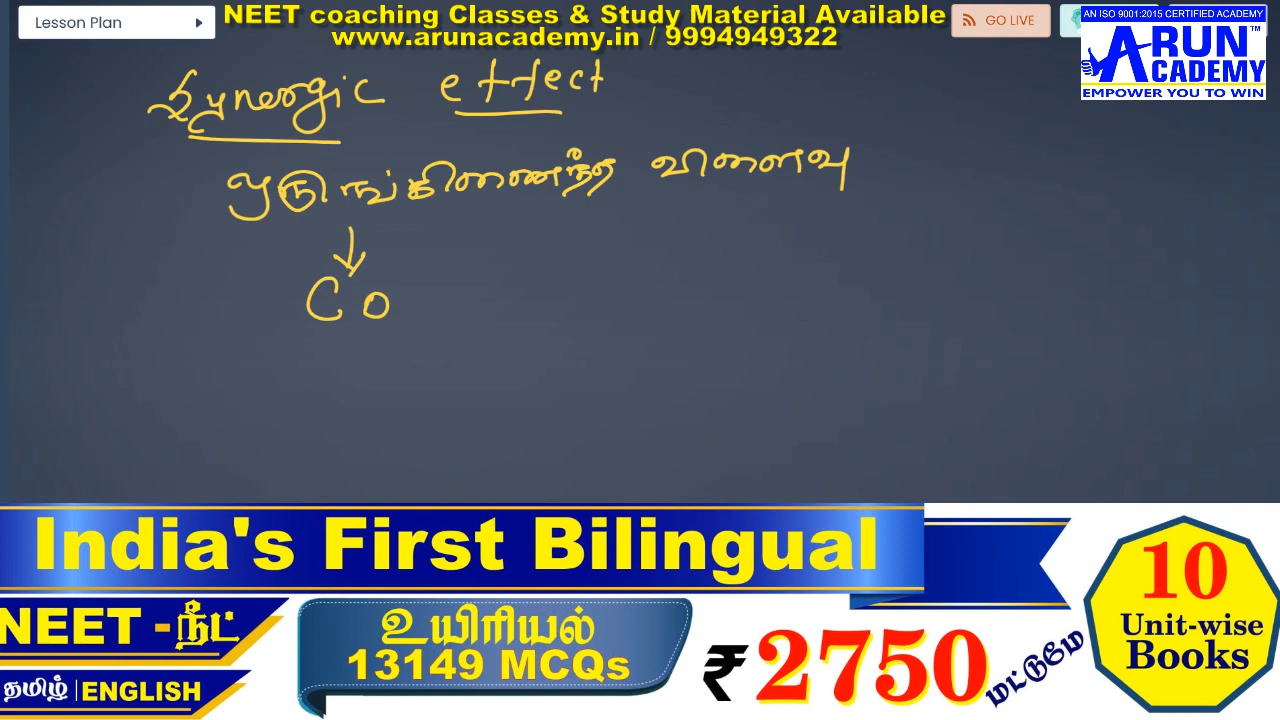 Lesson Plan
NEET coaching Classes & Study Material Available
www.arunacademy.in / 9994949322
GO LIVE
AN ISO 9001:2015 CERTIFIED ACADEMY
ARUN ACADEMY™
EMPOWER YOU TO WIN
Synergic effect
ஒருங்கிணைந்த விளைவு
CO
India's First Bilingual
NEET - நீட்
தமிழ் | ENGLISH
உயிரியல்
13149 MCQs
₹ 2750 மட்டுமே
10
Unit-wise
Books